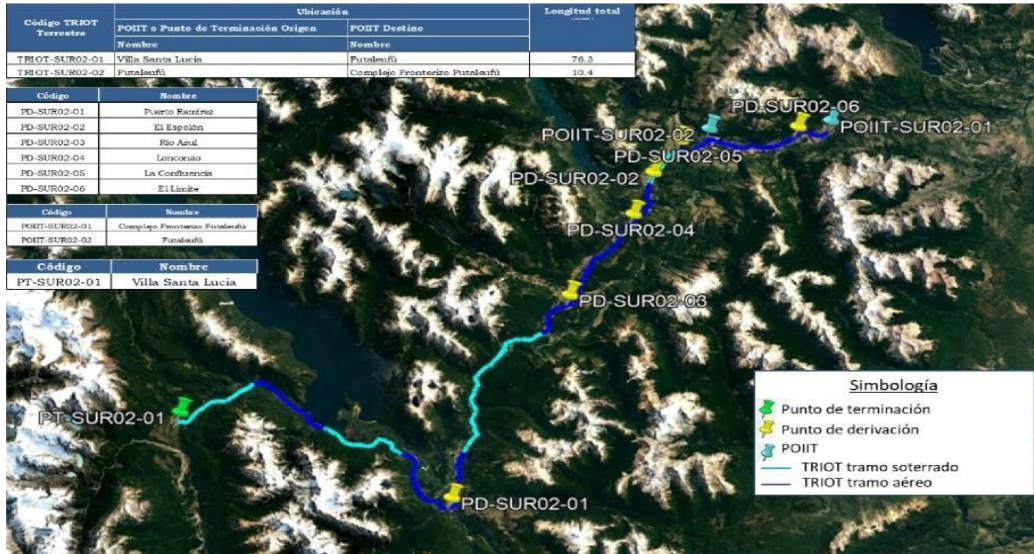 Código TRIOT Terrestre
Ubicación
Longitud total
POIIT o Punto de Terminación Origen
POIIT Destino
Nombre
Nombre
TRIOT-SUR02-01 Villa Santa Lucía Futaleufú 76.3
TRIOT-SUR02-02 Futaleufú Complejo Fronterizo Futaleufú 10.4
Código Nombre
PD-SUR02-01 Puerto Ramírez
PD-SUR02-02 El Espolón
PD-SUR02-03 Río Azul
PD-SUR02-04 Lonconao
PD-SUR02-05 La Confluencia
PD-SUR02-06 El Límite
Código Nombre
POIIT-SUR02-01 Complejo Fronterizo Futaleufú
POIIT-SUR02-02 Futaleufú
Código Nombre
PT-SUR02-01 Villa Santa Lucía
PD-SUR02-06
POIIT-SUR02-02
POIIT-SUR02-01
PD-SUR02-05
PD-SUR02-02
PD-SUR02-04
PD-SUR02-03
PT-SUR02-01
PD-SUR02-01
Simbología
Punto de terminación
Punto de derivación
POIIT
TRIOT tramo soterrado
TRIOT tramo aéreo